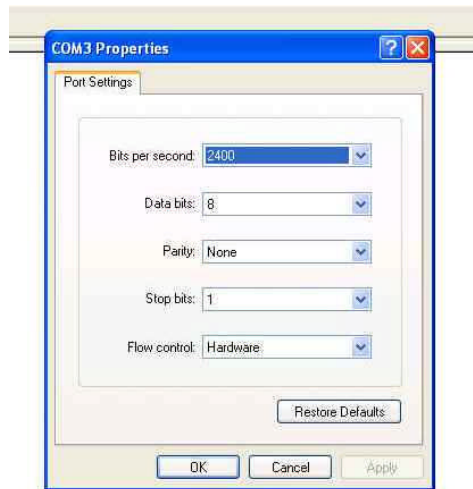 COM3 Properties
Port Settings
Bits per second: 2400
Data bits: 8
Parity: None
Stop bits: 1
Flow control: Hardware
Restore Defaults
OK Cancel Apply